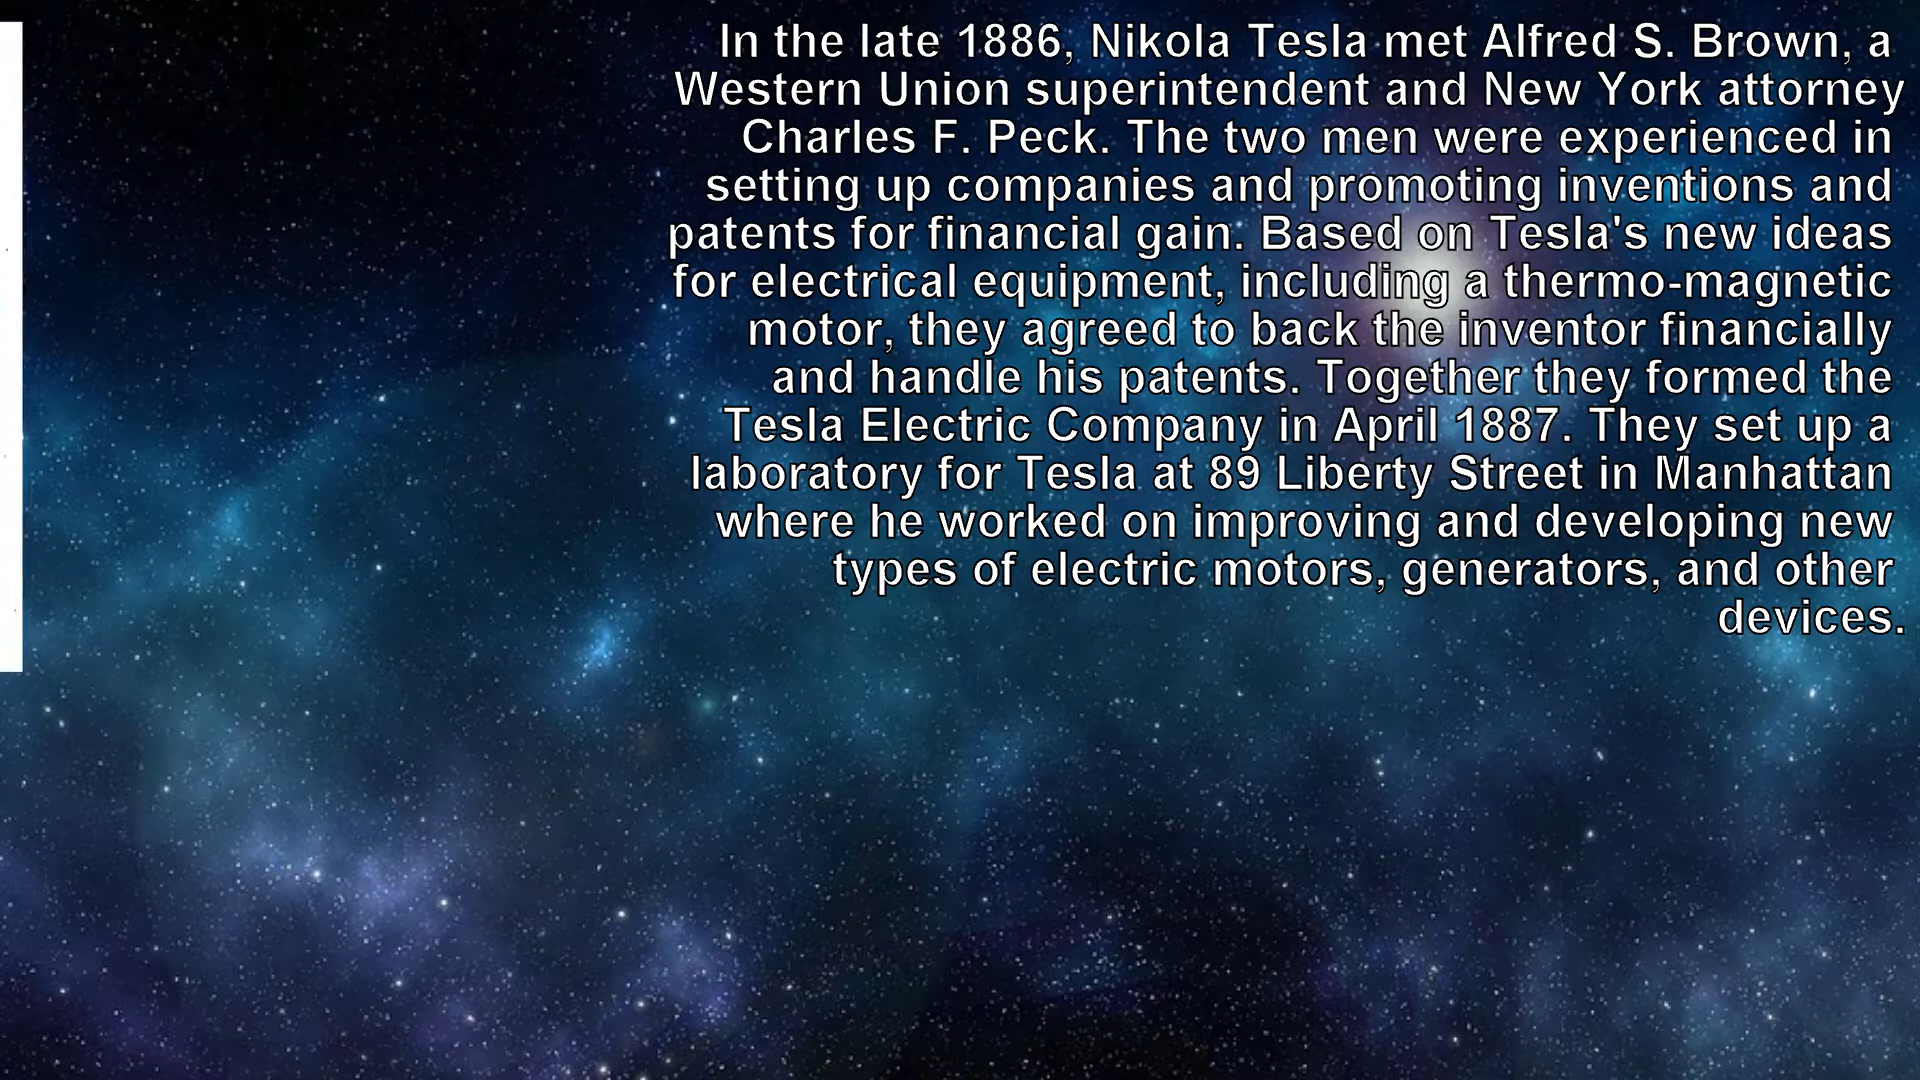 In the late 1886, Nikola Tesla met Alfred S. Brown, a
Western Union superintendent and New York attorney
Charles F. Peck. The two men were experienced in
setting up companies and promoting inventions and
patents for financial gain. Based on Tesla's new ideas
for electrical equipment, including a thermo-magnetic
motor, they agreed to back the inventor financially
and handle his patents. Together they formed the
Tesla Electric Company in April 1887. They set up a
laboratory for Tesla at 89 Liberty Street in Manhattan
where he worked on improving and developing new
types of electric motors, generators, and other
devices.